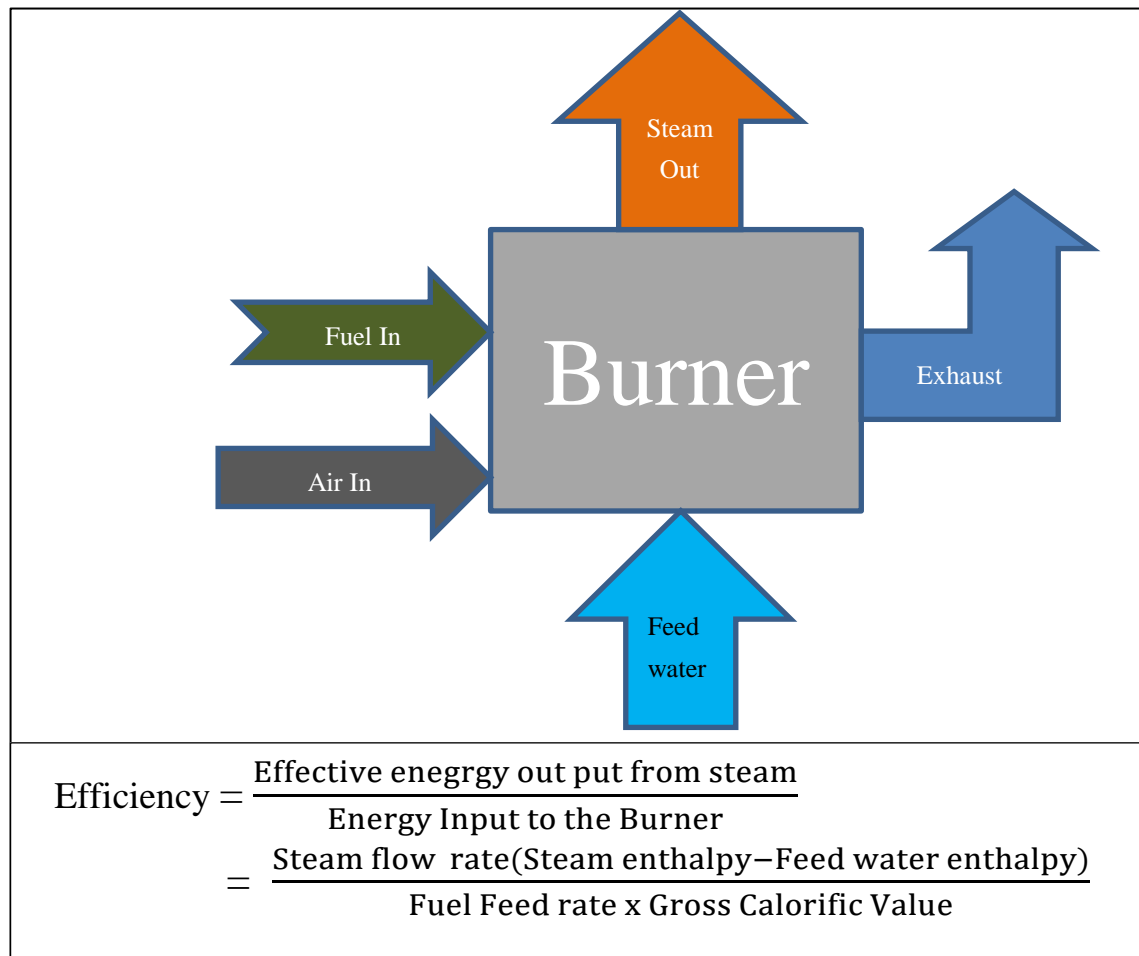 Steam
Out
Fuel In
Burner
Exhaust
Air In
Feed
water
Efficiency = Effective enegrgy out put from steam
Energy Input to the Burner
= Steam flow rate(Steam enthalpy−Feed water enthalpy)
Fuel Feed rate x Gross Calorific Value